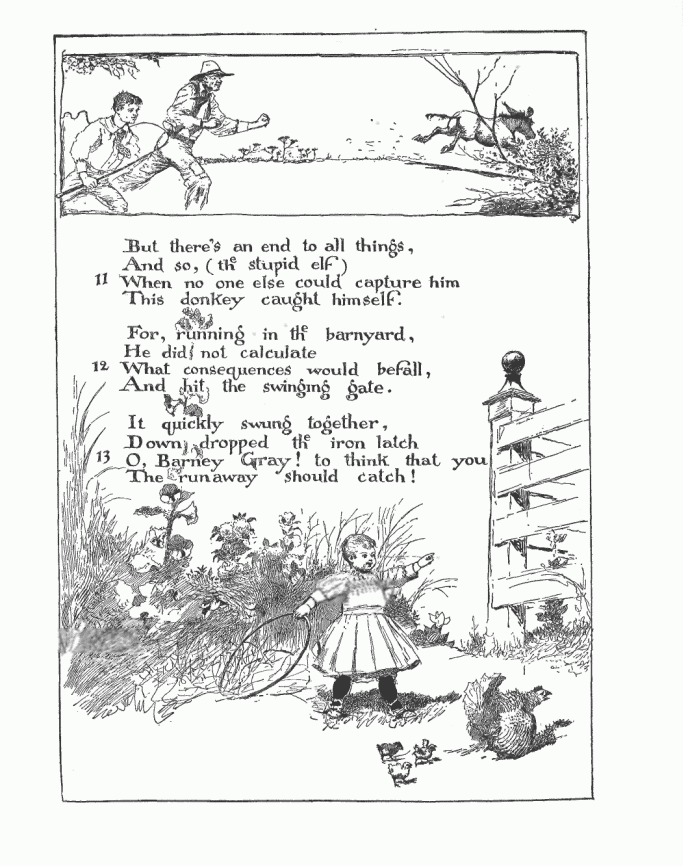 But there's an end to all things,
And so, (the stupid elf)
11 When no one else could capture him
This donkey caught himself.
For, running in the barnyard,
He did not calculate
12 What consequences would befall,
And hit the swinging gate.
It quickly swung together,
Down dropped the iron latch
13 O, Barney Gray! to think that you
The runaway should catch!